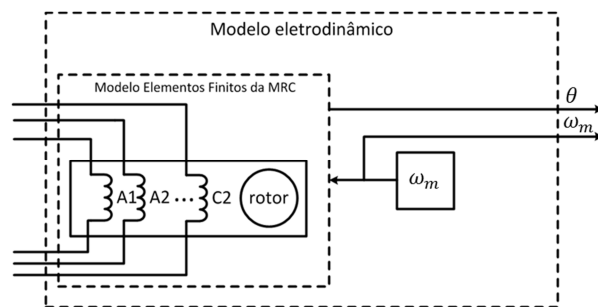 Modelo eletrodinâmico
Modelo Elementos Finitos da MRC
θ
ω_m
A1 A2 ... C2 rotor
ω_m